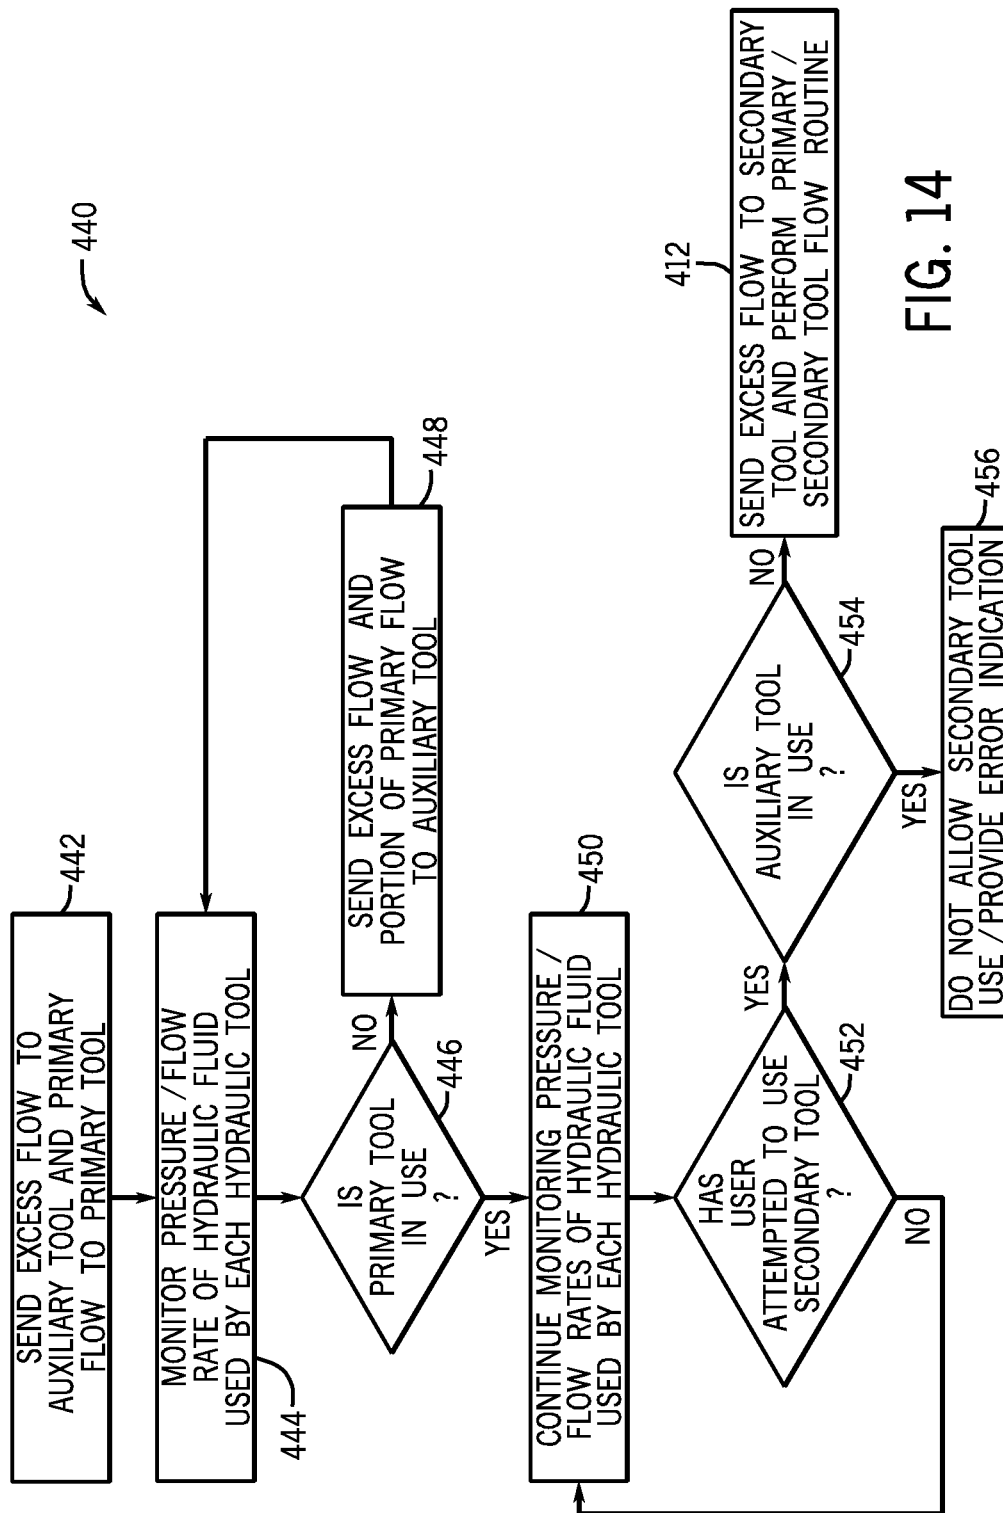 440
SEND EXCESS FLOW TO
AUXILIARY TOOL AND PRIMARY
FLOW TO PRIMARY TOOL
442
MONITOR PRESSURE/FLOW
RATE OF HYDRAULIC FLUID
USED BY EACH HYDRAULIC TOOL
444
IS
PRIMARY TOOL
IN USE
?
446
NO
SEND EXCESS FLOW AND
PORTION OF PRIMARY FLOW
TO AUXILIARY TOOL
448
YES
CONTINUE MONITORING PRESSURE/
FLOW RATES OF HYDRAULIC FLUID
USED BY EACH HYDRAULIC TOOL
450
HAS
USER
ATTEMPTED TO USE
SECONDARY TOOL
?
452
NO
YES
IS
AUXILIARY TOOL
IN USE
?
454
NO
SEND EXCESS FLOW TO SECONDARY
TOOL AND PERFORM PRIMARY/
SECONDARY TOOL FLOW ROUTINE
412
YES
DO NOT ALLOW SECONDARY TOOL
USE/PROVIDE ERROR INDICATION
456
FIG. 14